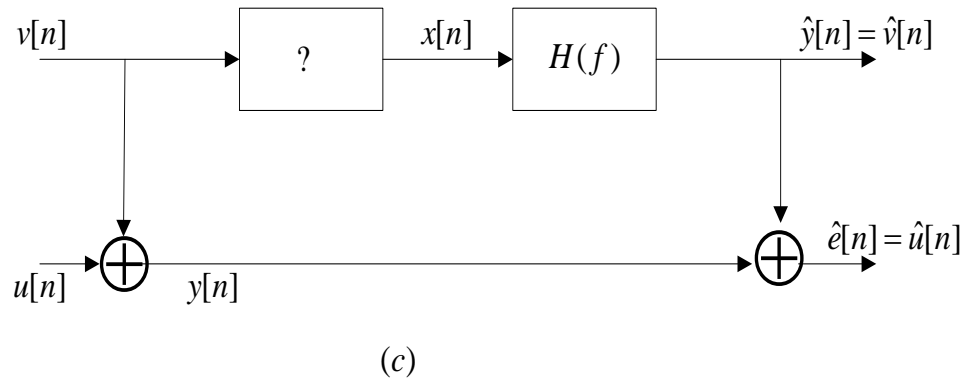 v[n]
?
x[n]
H(f)
ŷ[n] = v̂[n]
u[n]
y[n]
ê[n] = û[n]
(c)